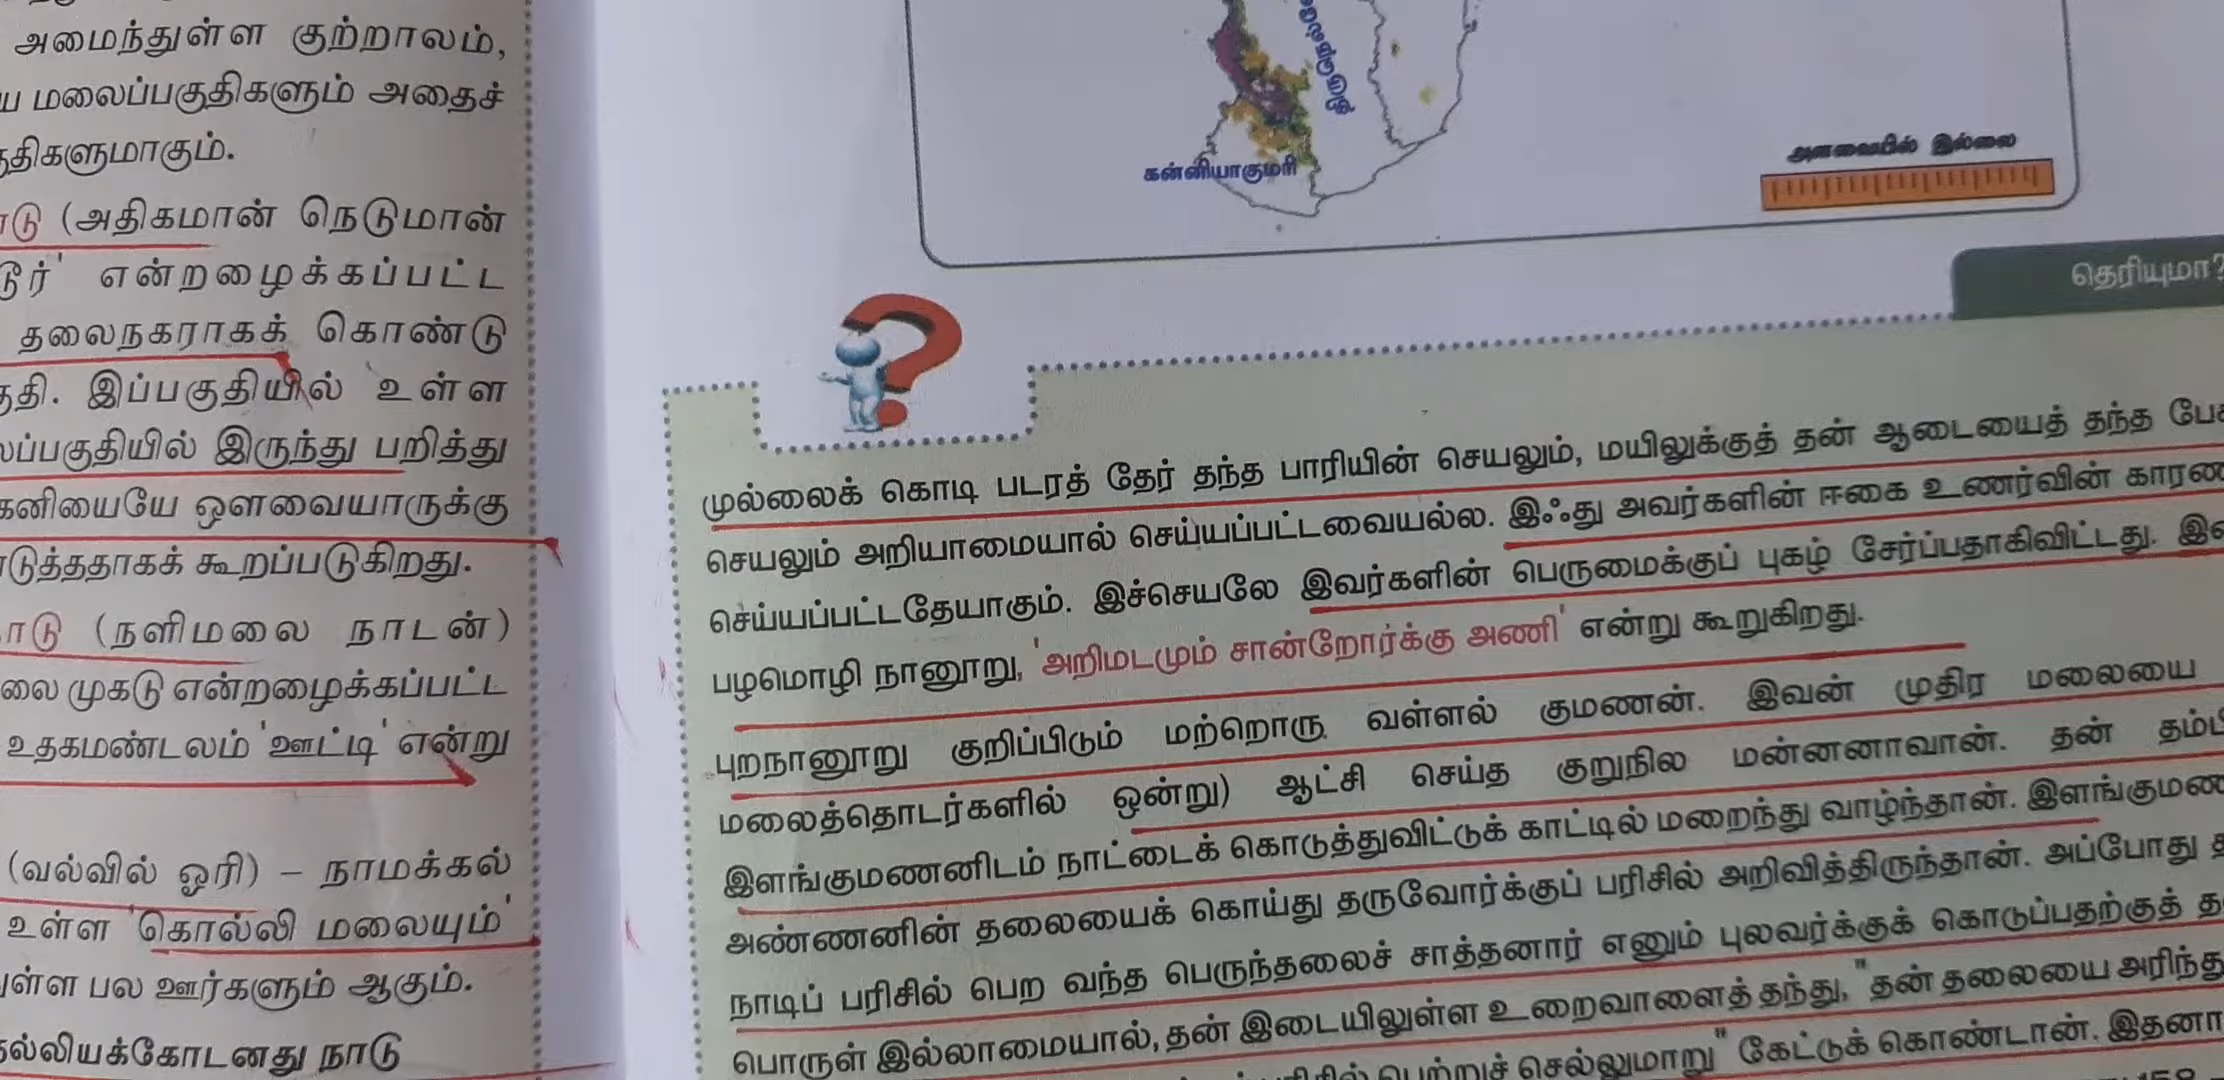 அமைந்துள்ள குற்றாலம்,
மலைப்பகுதிகளும் அதைச்
(அதிகமான் நெடுமான்
என்றழைக்கப்பட்ட
தலைநகராகக் கொண்டு
இப்பகுதியில் உள்ள
இருந்து பறித்து
ஔவையாருக்கு
கூறப்படுகிறது.
(நளிமலை நாடன்)
முகடு என்றழைக்கப்பட்ட
உதகமண்டலம் 'ஊட்டி' என்று
(வல்வில் ஓரி) – நாமக்கல்
உள்ள 'கொல்லி மலையும்'
பல ஊர்களும் ஆகும்.
நாடு
கன்னியாகுமரி
அளவையில் இல்லை
தெரியுமா?
முல்லைக் கொடி படரத் தேர் தந்த பாரியின் செயலும், மயிலுக்குத் தன் ஆடையைத் தந்த
செயலும் அறியாமையால் செய்யப்பட்டவையல்ல. இஃது அவர்களின் ஈகை உணர்வின்
செய்யப்பட்டதேயாகும். இச்செயலே இவர்களின் பெருமைக்குப் புகழ் சேர்ப்பதாகிவிட்டது.
பழமொழி நானூறு, 'அறிமடமும் சான்றோர்க்கு அணி' என்று கூறுகிறது.
புறநானூறு குறிப்பிடும் மற்றொரு வள்ளல் குமணன். இவன் முதிர மலையை
மலைத்தொடர்களில் ஒன்று) ஆட்சி செய்த குறுநில மன்னனாவான். தன்
இளங்குமணனிடம் நாட்டைக் கொடுத்துவிட்டுக் காட்டில் மறைந்து வாழ்ந்தான்.
அண்ணனின் தலையைக் கொய்து தருவோர்க்குப் பரிசில் அறிவித்திருந்தான். அப்போது
நாடிப் பரிசில் பெற வந்த பெருந்தலைச் சாத்தனார் எனும் புலவர்க்குக் கொடுப்பதற்குத்
பொருள் இல்லாமையால், தன் இடையிலுள்ள உறைவாளைத் தந்து, "தன் தலையை
பெற்றுச் செல்லுமாறு" கேட்டுக் கொண்டான்.